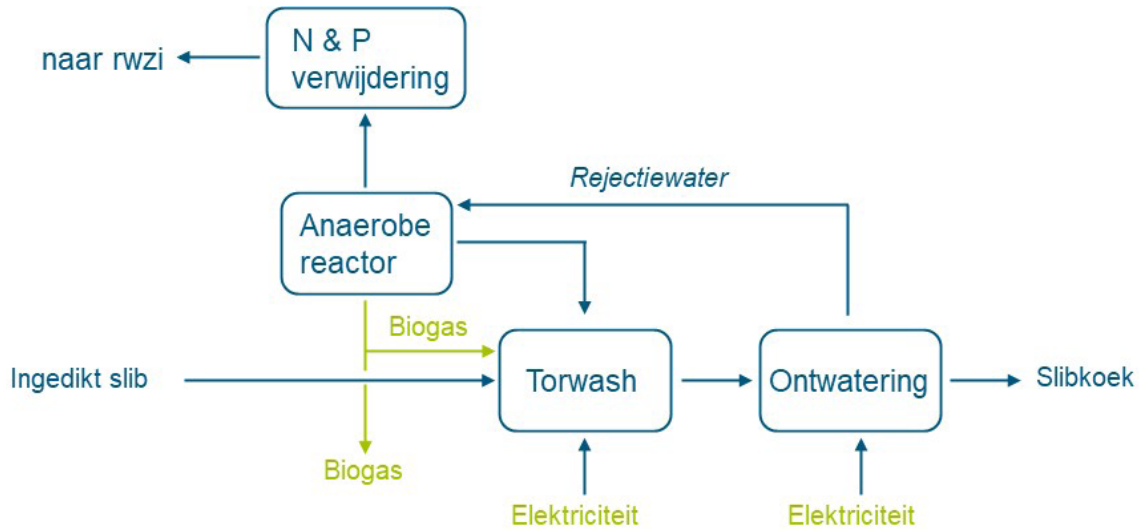 N & P
verwijdering
naar rwzi
Rejectiewater
Anaerobe
reactor
Biogas
Ingedikt slib
Torwash
Ontwatering
Slibkoek
Biogas
Elektriciteit
Elektriciteit